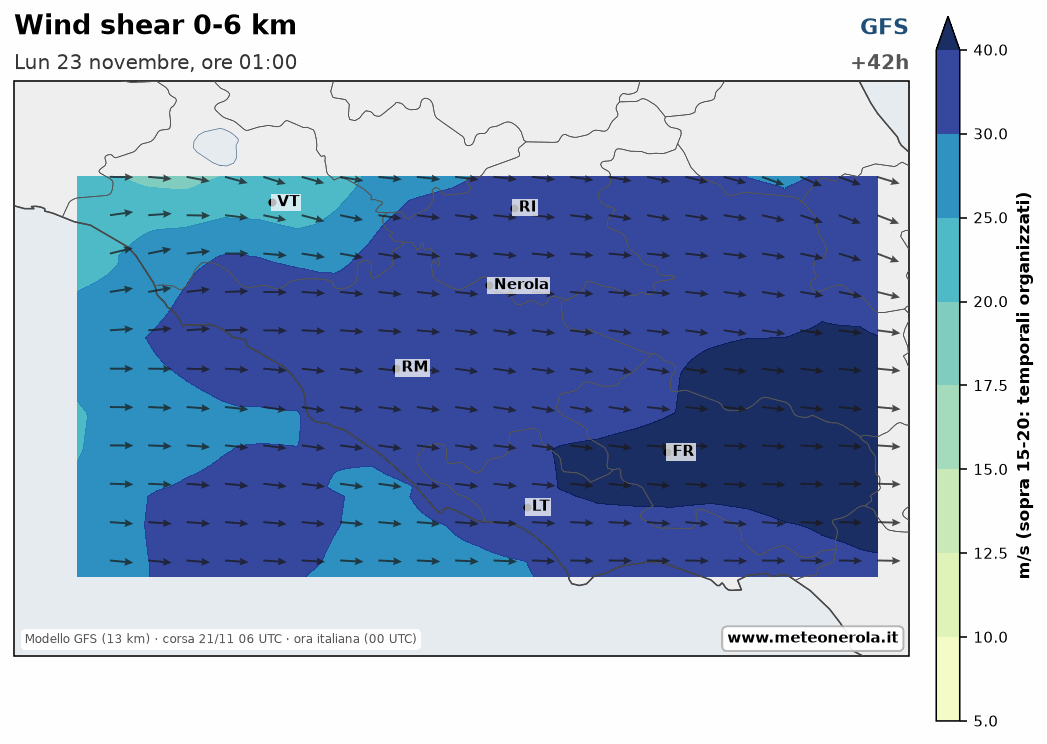 Wind shear 0-6 km
GFS
Lun 23 novembre, ore 01:00
+42h
VT
RI
Nerola
RM
FR
LT
40.0
30.0
25.0
20.0
17.5
15.0
12.5
10.0
5.0
m/s (sopra 15-20: temporali organizzati)
Modello GFS (13 km) · corsa 21/11 06 UTC · ora italiana (00 UTC)
www.meteonerola.it